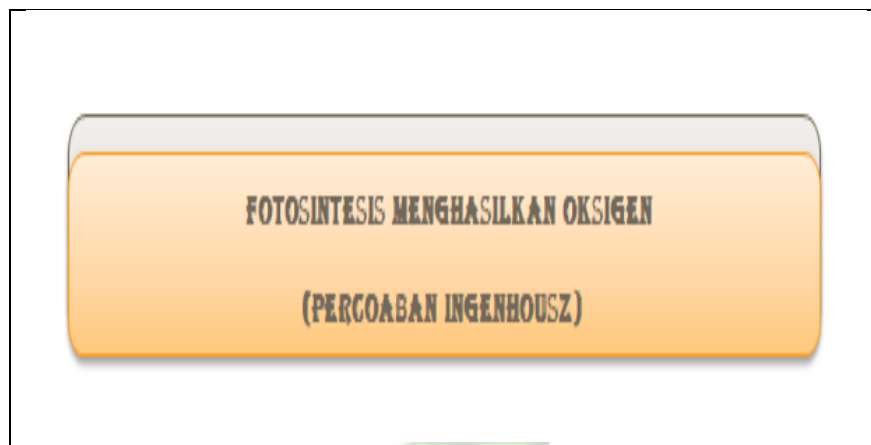 FOTOSINTESIS MENGHASILKAN OKSIGEN
(PERCOABAN INGENHOUSZ)